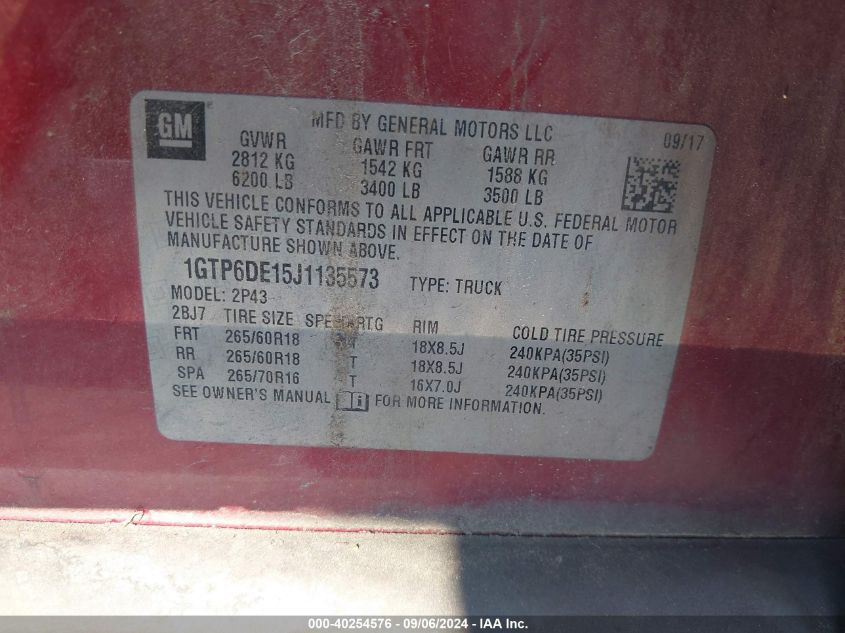 GM
MFD BY GENERAL MOTORS LLC
09/17
GVWR GAWR FRT GAWR RR
2812 KG 1542 KG 1588 KG
6200 LB 3400 LB 3500 LB
THIS VEHICLE CONFORMS TO ALL APPLICABLE U.S. FEDERAL MOTOR
VEHICLE SAFETY STANDARDS IN EFFECT ON THE DATE OF
MANUFACTURE SHOWN ABOVE.
1GTP6DE15J1135573 TYPE: TRUCK
MODEL: 2P43
2BJ7 TIRE SIZE RTG RIM COLD TIRE PRESSURE
FRT 265/60R18 18X8.5J 240KPA(35PSI)
RR 265/60R18 T 18X8.5J 240KPA(35PSI)
SPA 265/70R16 T 16X7.0J 240KPA(35PSI)
SEE OWNER'S MANUAL FOR MORE INFORMATION.
000-40254576 - 09/06/2024 - IAA Inc.